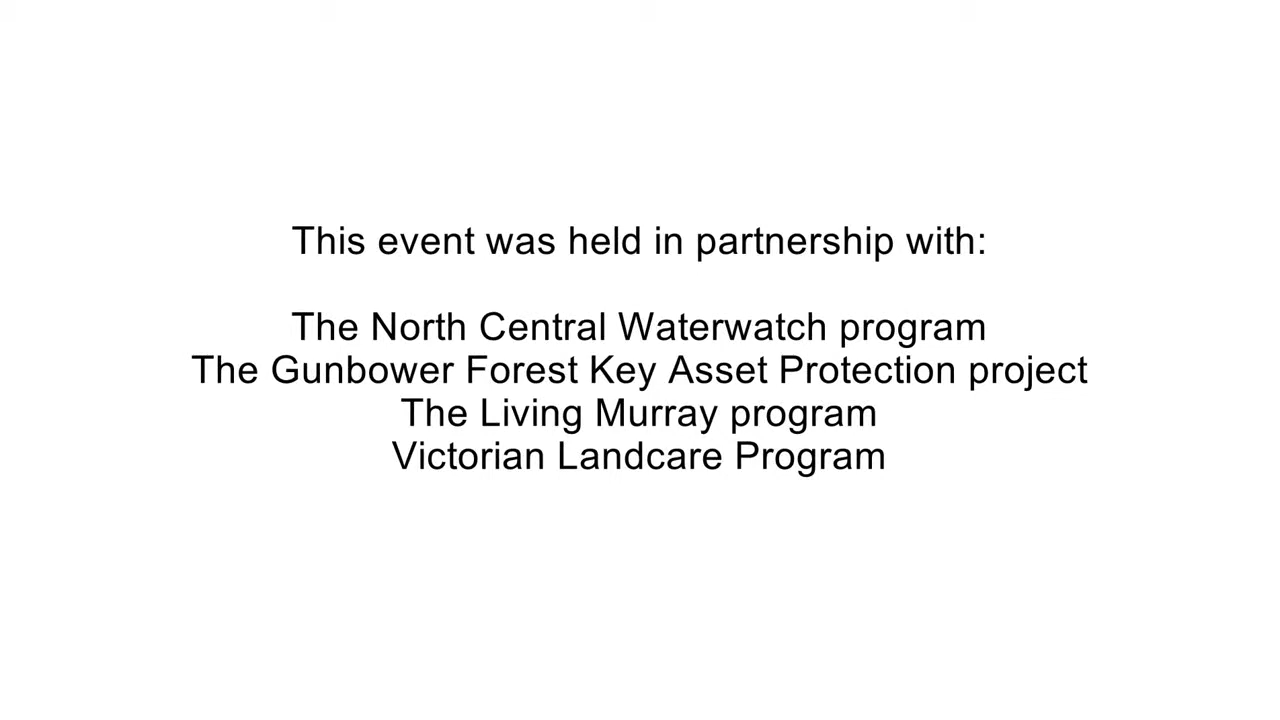 This event was held in partnership with:
The North Central Waterwatch program
The Gunbower Forest Key Asset Protection project
The Living Murray program
Victorian Landcare Program